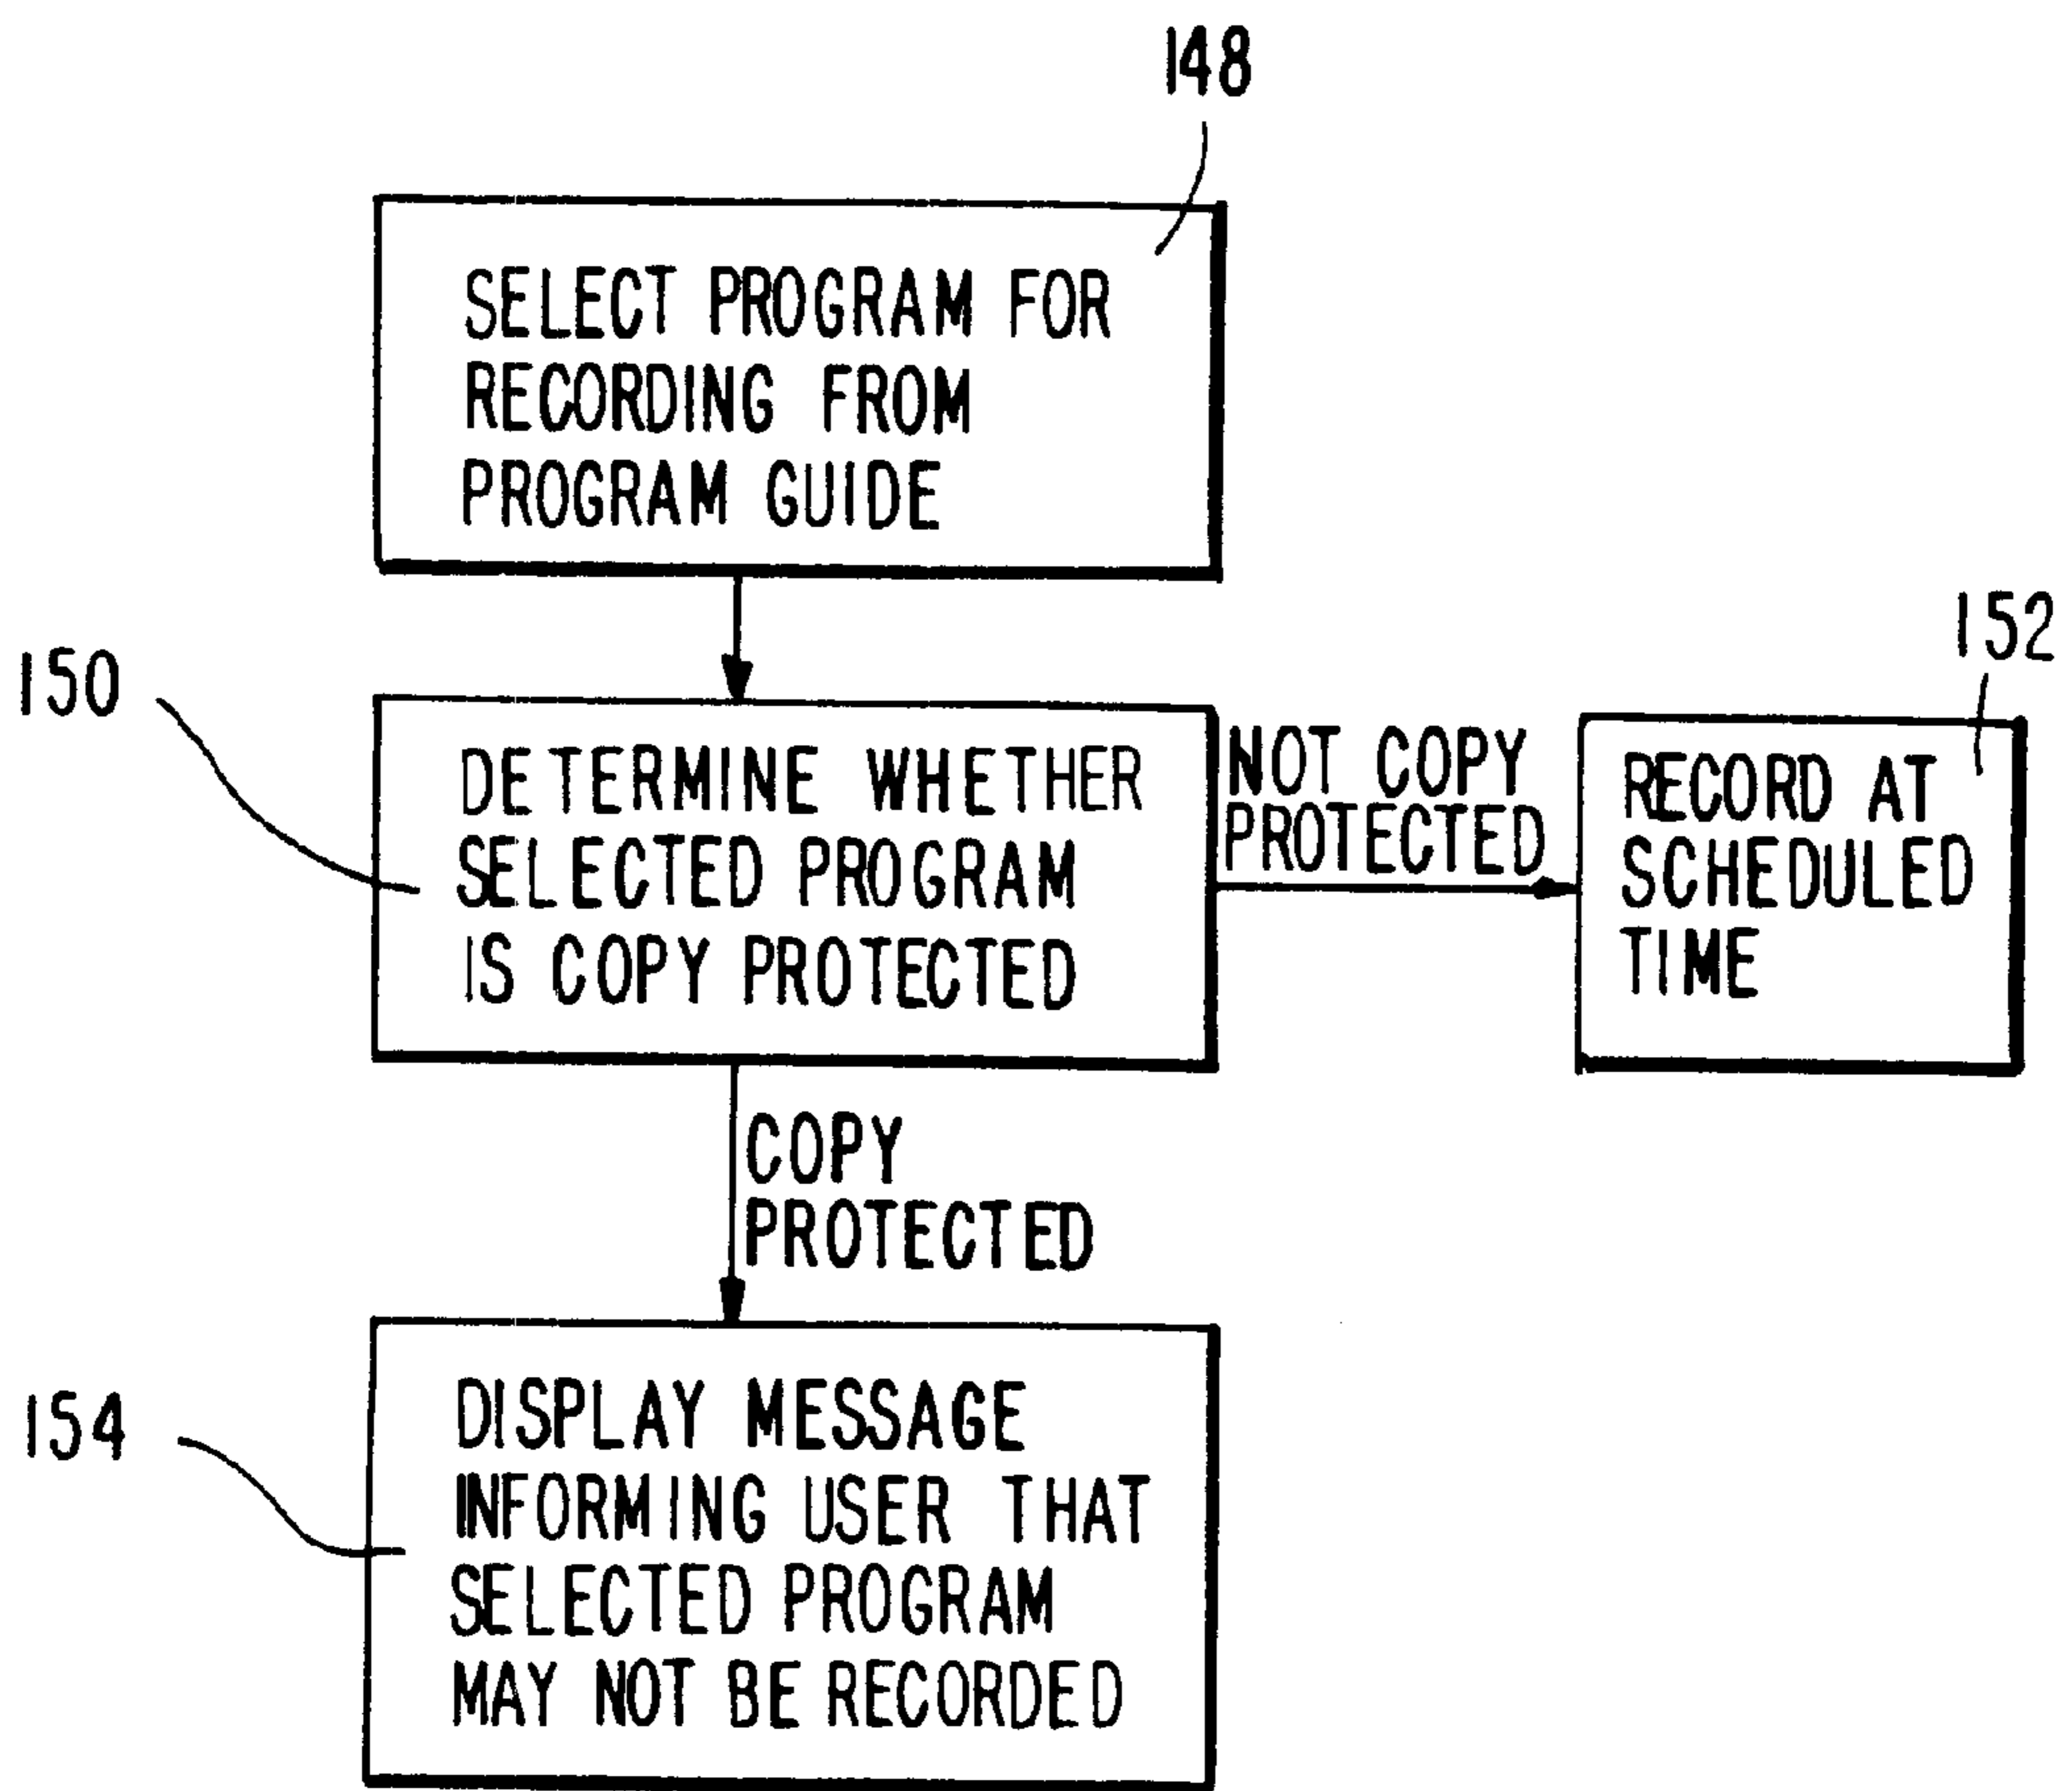 148
SELECT PROGRAM FOR
RECORDING FROM
PROGRAM GUIDE
150
DETERMINE WHETHER
SELECTED PROGRAM
IS COPY PROTECTED
NOT COPY
PROTECTED
152
RECORD AT
SCHEDULED
TIME
COPY
PROTECTED
154
DISPLAY MESSAGE
INFORMING USER THAT
SELECTED PROGRAM
MAY NOT BE RECORDED